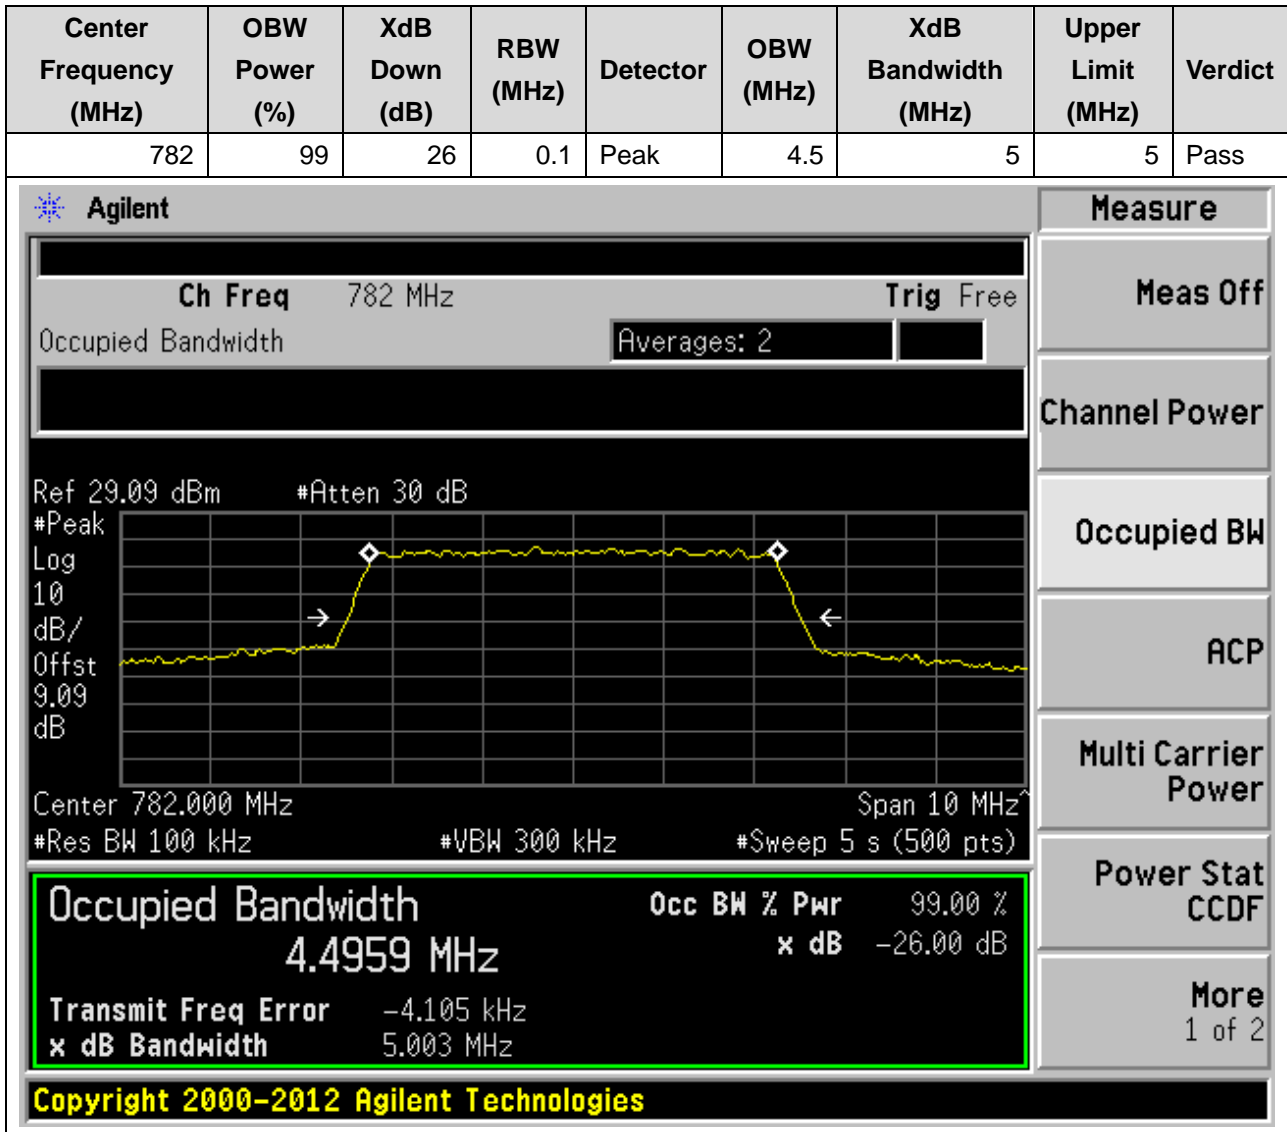 Center Frequency (MHz) OBW Power (%) XdB Down (dB) RBW (MHz) Detector OBW (MHz) XdB Bandwidth (MHz) Upper Limit (MHz) Verdict
782 99 26 0.1 Peak 4.5 5 5 Pass
Agilent
Measure
Ch Freq 782 MHz Trig Free
Meas Off
Occupied Bandwidth Averages: 2
Channel Power
Ref 29.09 dBm #Atten 30 dB
#Peak
Log
10
dB/
Offst
9.09
dB
Occupied BW
ACP
Multi Carrier
Power
Center 782.000 MHz Span 10 MHz^
#Res BW 100 kHz #VBW 300 kHz #Sweep 5 s (500 pts)
Power Stat
CCDF
Occupied Bandwidth Occ BW % Pwr 99.00 %
4.4959 MHz x dB -26.00 dB
Transmit Freq Error -4.105 kHz
x dB Bandwidth 5.003 MHz
More
1 of 2
Copyright 2000-2012 Agilent Technologies